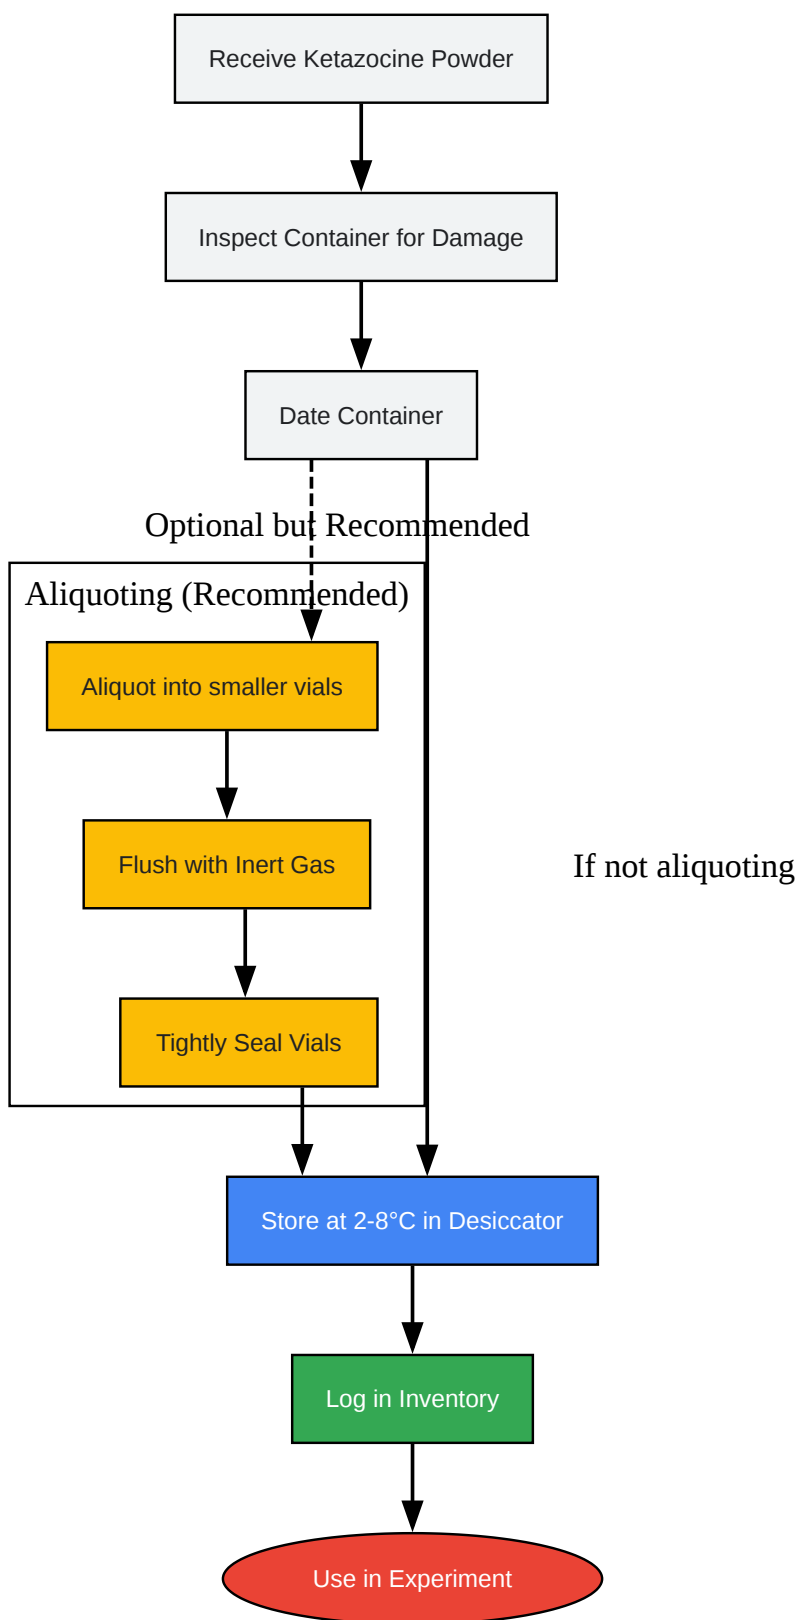 Receive Ketazocine Powder
Inspect Container for Damage
Date Container
Optional but Recommended
Aliquoting (Recommended)
Aliquot into smaller vials
Flush with Inert Gas
If not aliquoting
Tightly Seal Vials
Store at 2-8°C in Desiccator
Log in Inventory
Use in Experiment